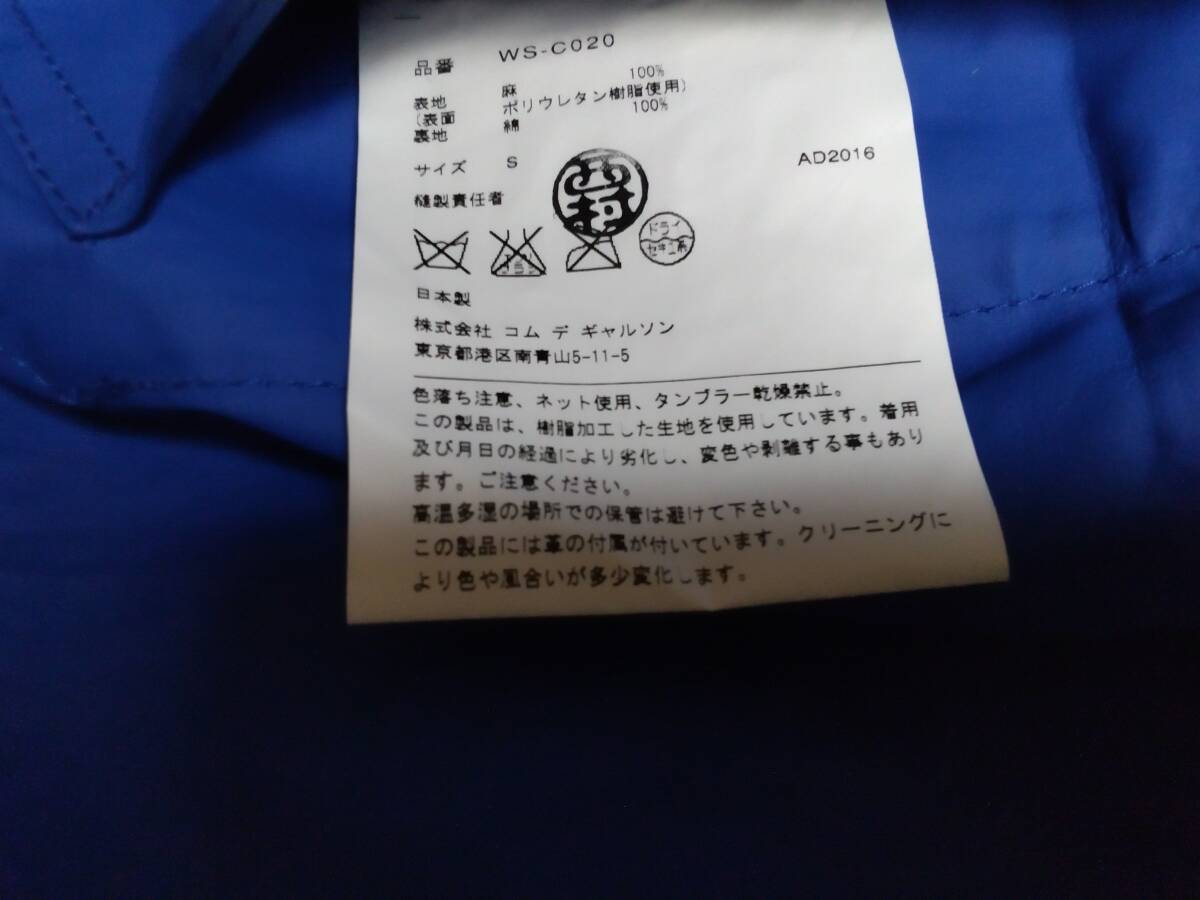 品番 WS-C020
表地 麻 100%
(表面 ポリウレタン樹脂使用)
裏地 綿 100%
サイズ S
AD2016
縫製責任者 西村
ドライ
セキユ系
日本製
株式会社 コム デ ギャルソン
東京都港区南青山5-11-5
色落ち注意、ネット使用、タンブラー乾燥禁止。
この製品は、樹脂加工した生地を使用しています。着用
及び月日の経過により劣化し、変色や剥離する事もあり
ます。ご注意ください。
高温多湿の場所での保管は避けて下さい。
この製品には革の付属が付いています。クリーニングに
より色や風合いが多少変化します。